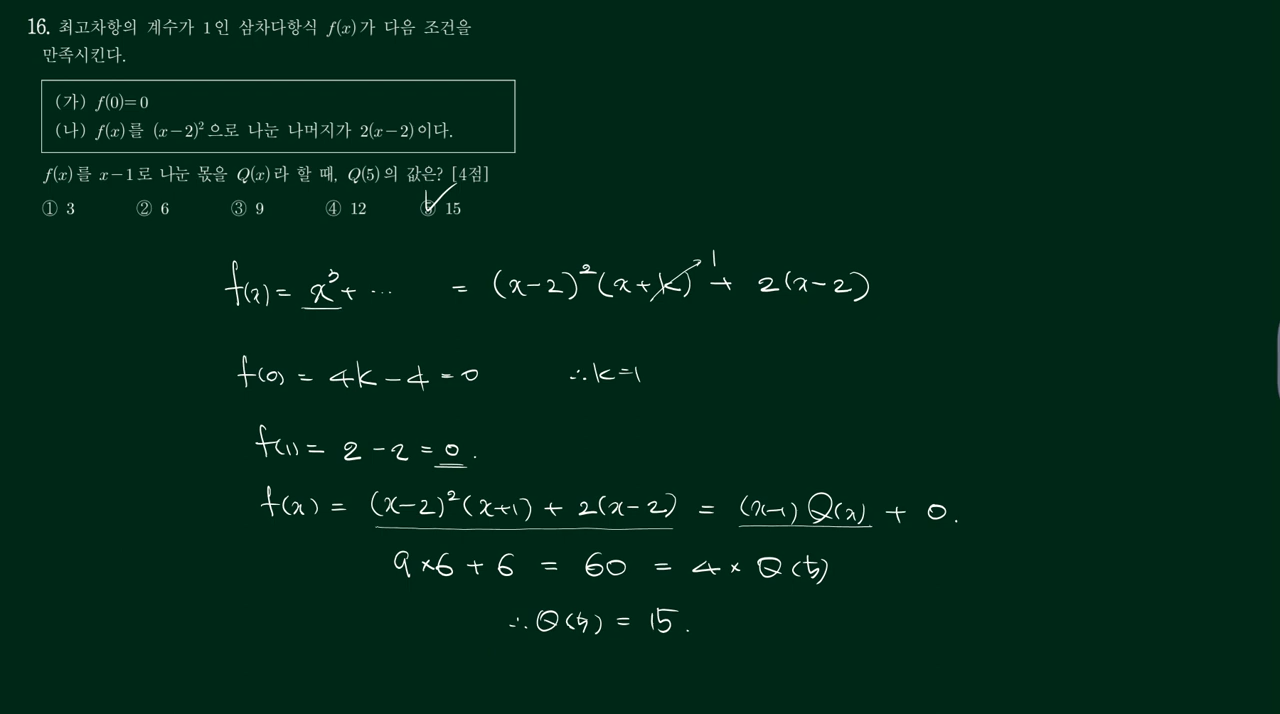 16. 최고차항의 계수가 1인 삼차다항식 f(x)가 다음 조건을
만족시킨다.
(가) f(0)=0
(나) f(x)를 (x−2)²으로 나눈 나머지가 2(x−2)이다.
f(x)를 x−1로 나눈 몫을 Q(x)라 할 때, Q(5)의 값은? [4점]
① 3 ② 6 ③ 9 ④ 12 ⑤ 15
f(x) = x³ + ⋯ = (x−2)²(x+k) + 2(x−2)
1
f(0) = 4k − 4 = 0 ∴ k = 1
f(1) = 2 − 2 = 0.
f(x) = (x−2)²(x+1) + 2(x−2) = (x−1) Q(x) + 0.
9 × 6 + 6 = 60 = 4 × Q(5)
∴ Q(5) = 15.